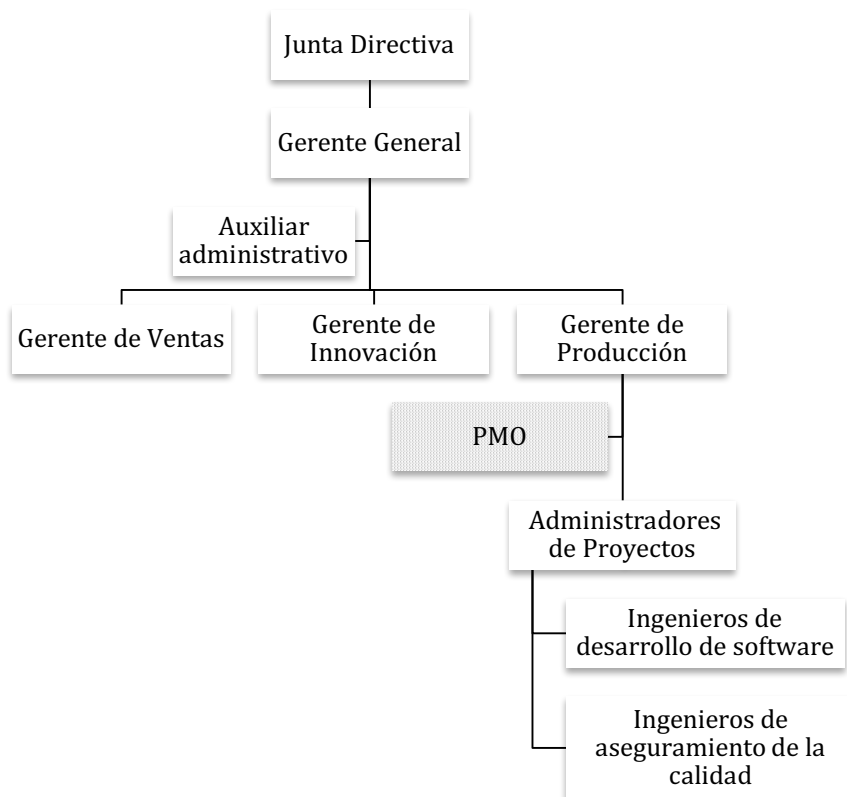 Junta Directiva
Gerente General
Auxiliar
administrativo
Gerente de Ventas
Gerente de
Innovación
Gerente de
Producción
PMO
Administradores
de Proyectos
Ingenieros de
desarrollo de software
Ingenieros de
aseguramiento de la
calidad